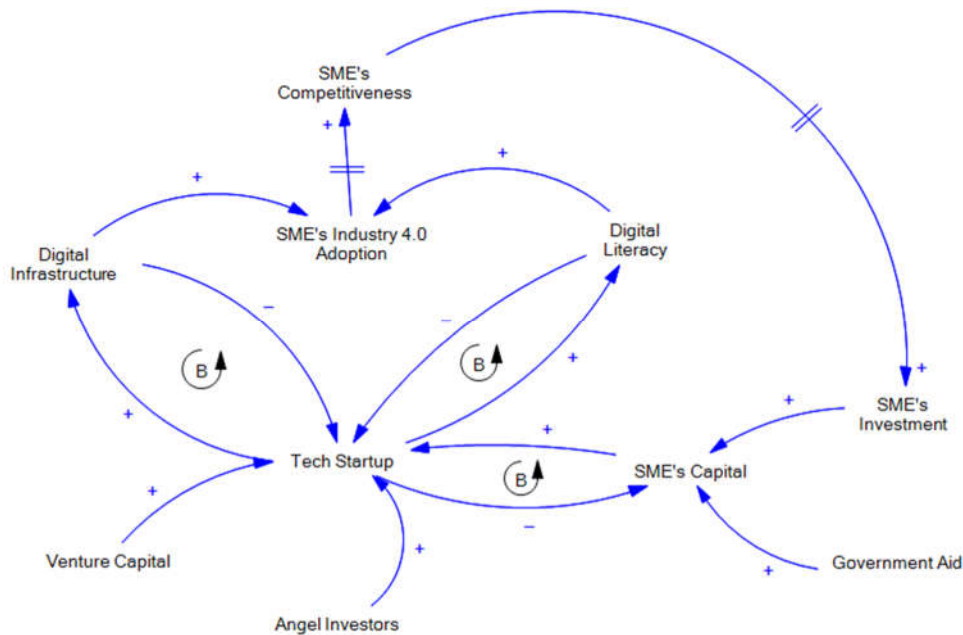 SME's
Competitiveness
+
+
+
SME's Industry 4.0
Adoption
Digital
Literacy
Digital
Infrastructure
–
–
B
B
+
+
+
SME's
Investment
+
+
Tech Startup
B
SME's Capital
+
–
+
+
Venture Capital
Government Aid
Angel Investors